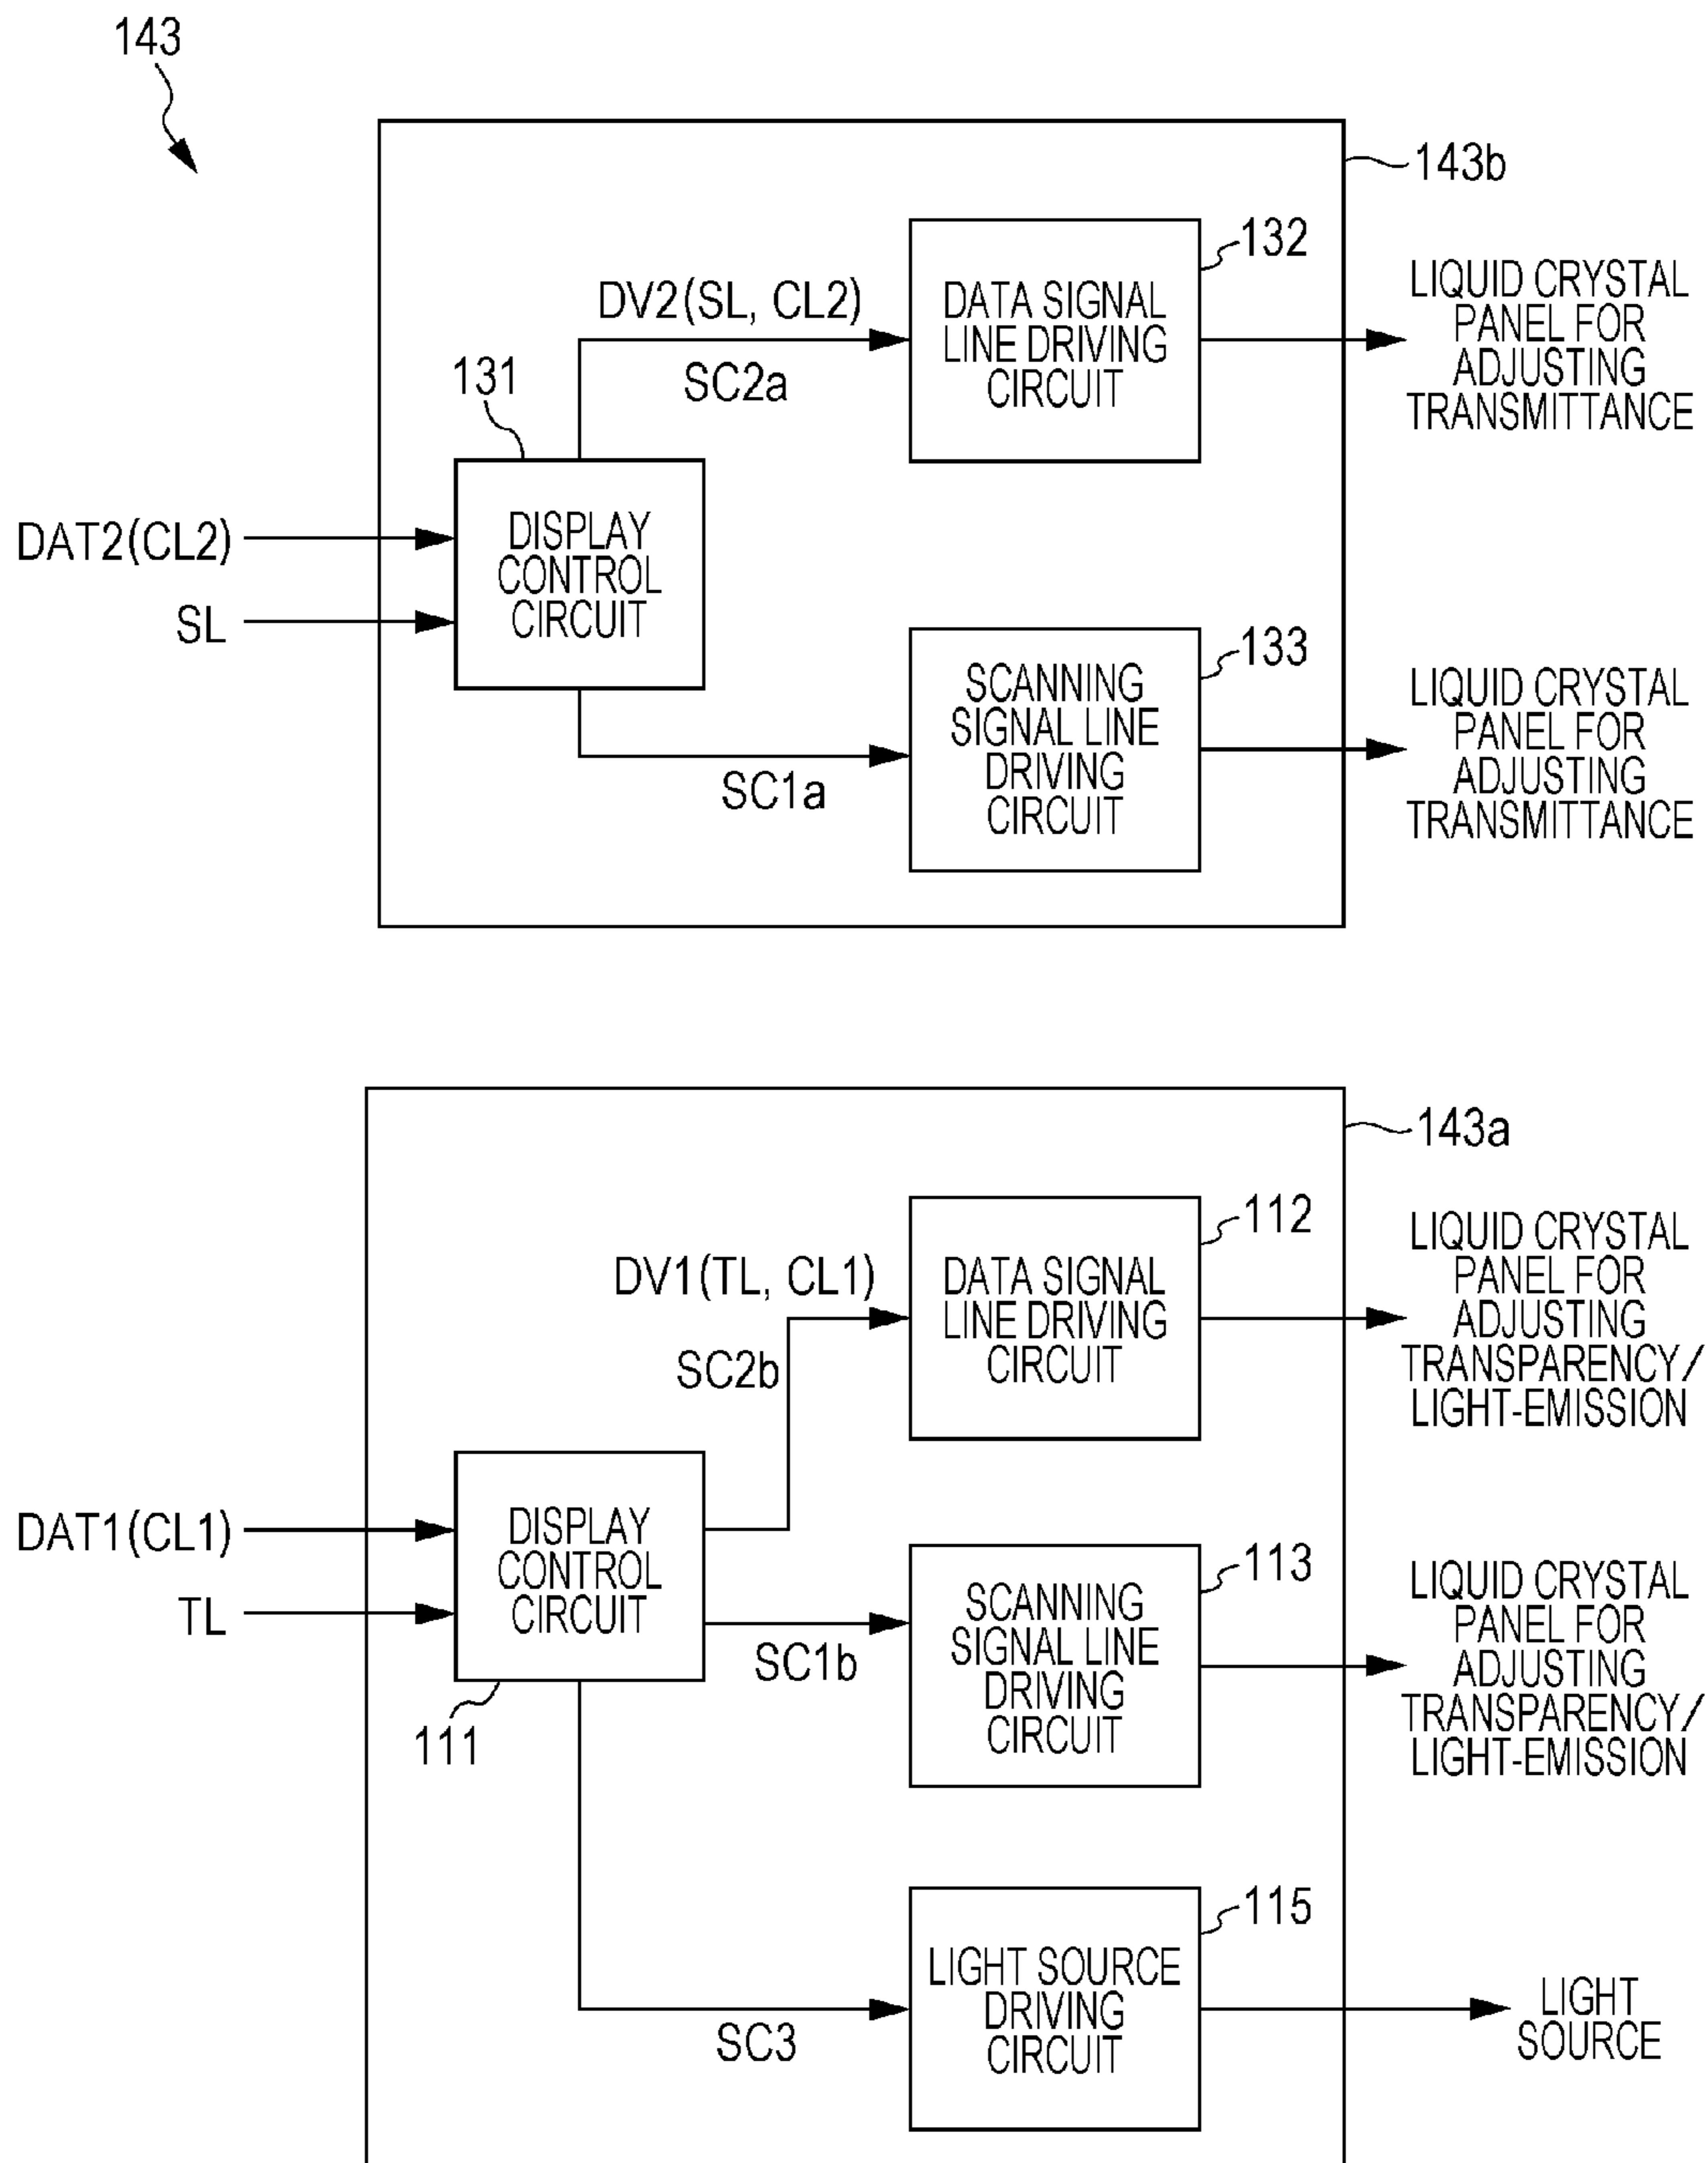 143
143b
132
DATA SIGNAL
LINE DRIVING
CIRCUIT
LIQUID CRYSTAL
PANEL FOR
ADJUSTING
TRANSMITTANCE
DV2(SL, CL2)
SC2a
131
DISPLAY
CONTROL
CIRCUIT
DAT2(CL2)
SL
133
SCANNING
SIGNAL LINE
DRIVING
CIRCUIT
LIQUID CRYSTAL
PANEL FOR
ADJUSTING
TRANSMITTANCE
SC1a
143a
112
DATA SIGNAL
LINE DRIVING
CIRCUIT
LIQUID CRYSTAL
PANEL FOR
ADJUSTING
TRANSPARENCY/
LIGHT-EMISSION
DV1(TL, CL1)
SC2b
DAT1(CL1)
TL
DISPLAY
CONTROL
CIRCUIT
111
SC1b
113
SCANNING
SIGNAL LINE
DRIVING
CIRCUIT
LIQUID CRYSTAL
PANEL FOR
ADJUSTING
TRANSPARENCY/
LIGHT-EMISSION
115
LIGHT SOURCE
DRIVING
CIRCUIT
SC3
LIGHT
SOURCE